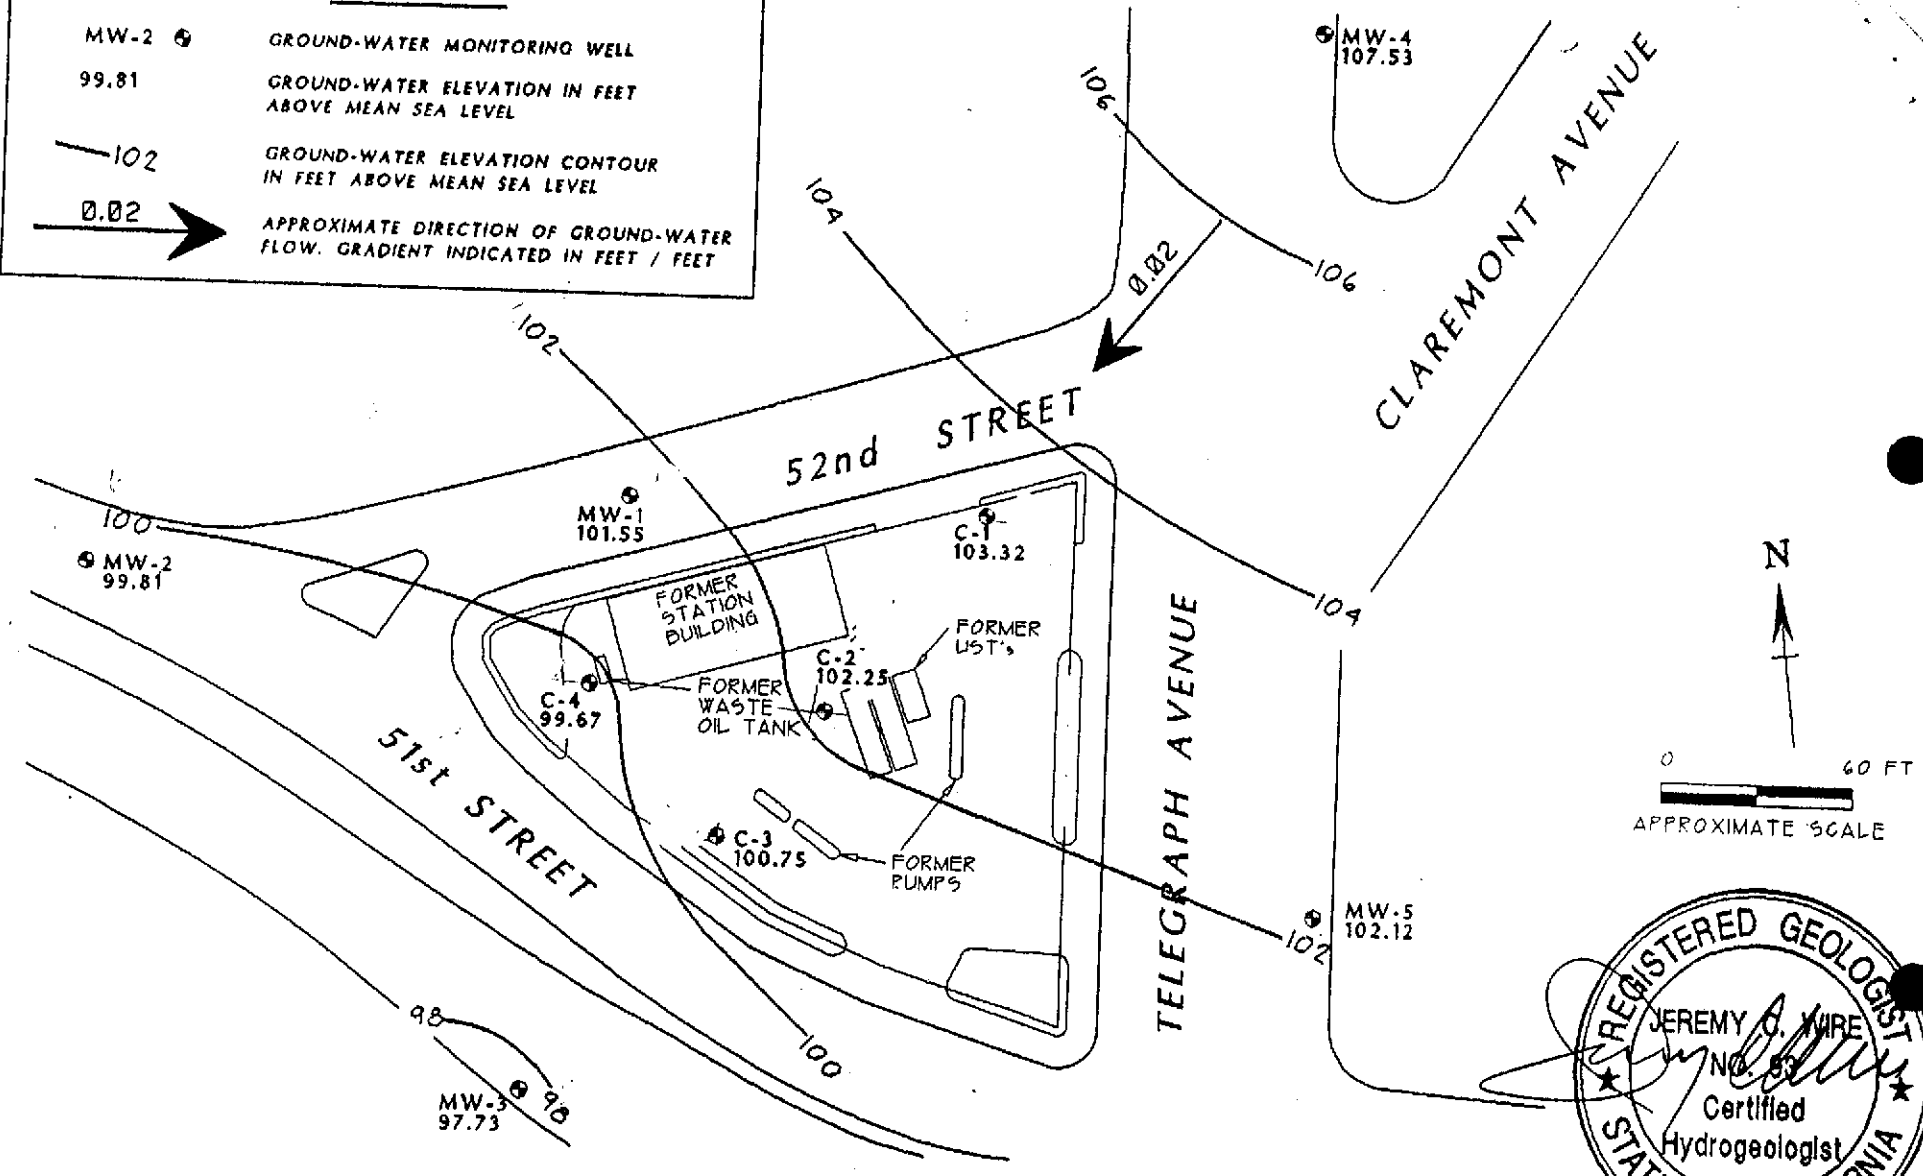 MW-2
GROUND-WATER MONITORING WELL
99.81
GROUND-WATER ELEVATION IN FEET
ABOVE MEAN SEA LEVEL
102
GROUND-WATER ELEVATION CONTOUR
IN FEET ABOVE MEAN SEA LEVEL
0.02
APPROXIMATE DIRECTION OF GROUND-WATER
FLOW. GRADIENT INDICATED IN FEET / FEET
MW-4
107.53
106
106
104
104
102
102
100
100
98
98
0.02
CLAREMONT AVENUE
52nd STREET
51st STREET
TELEGRAPH AVENUE
MW-1
101.55
MW-2
99.81
C-1
103.32
FORMER
STATION
BUILDING
C-2
102.25
FORMER
UST's
C-4
99.67
FORMER
WASTE
OIL TANK
C-3
100.75
FORMER
PUMPS
MW-5
102.12
MW-3
97.73
N
0 60 FT
APPROXIMATE SCALE
REGISTERED GEOLOGIST
JEREMY C. WIRE
NO.
Certified
Hydrogeologist